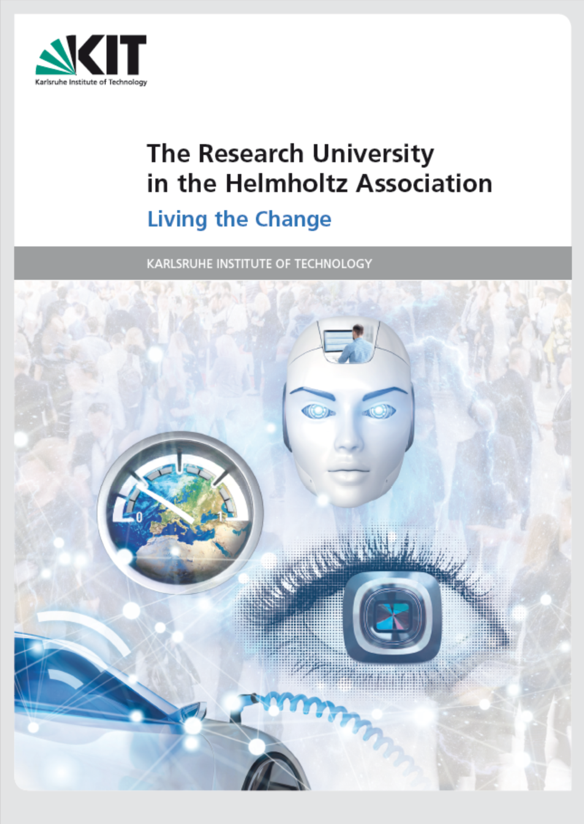 KIT
Karlsruhe Institute of Technology
The Research University
in the Helmholtz Association
Living the Change
KARLSRUHE INSTITUTE OF TECHNOLOGY
0